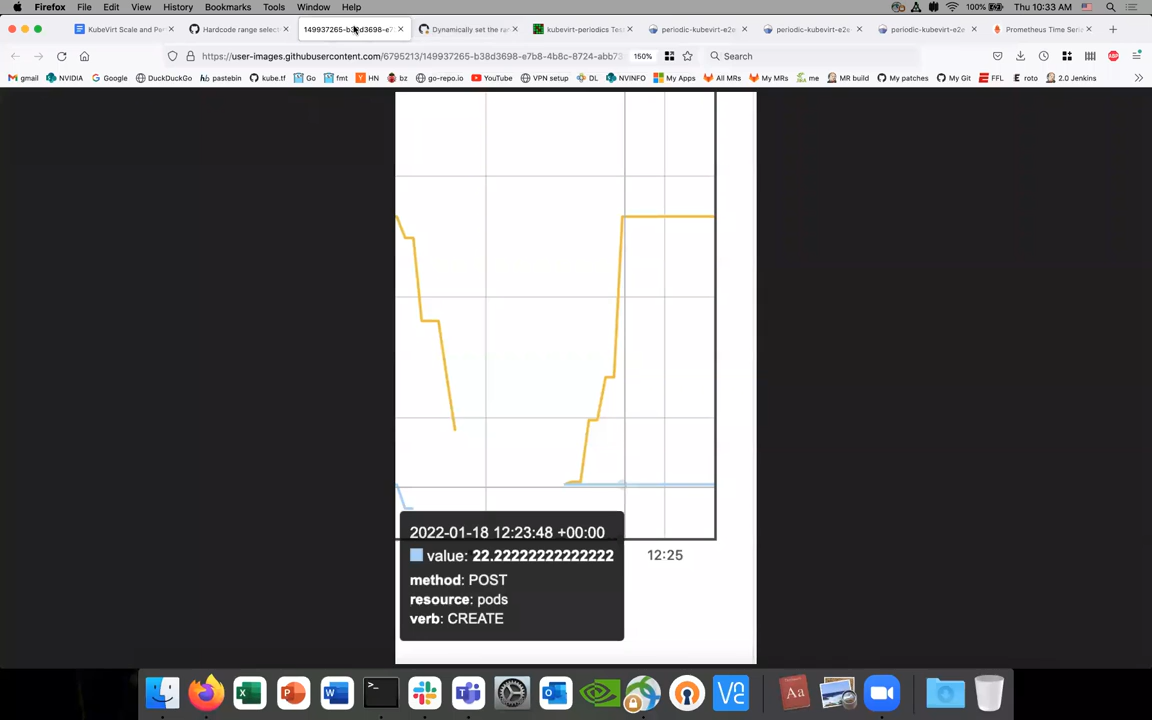 Firefox File Edit View History Bookmarks Tools Window Help 100% Thu 10:33 AM
KubeVirt Scale and Per
Hardcode range select
149937265-b38d3698-e7
Dynamically set the ra
kubevirt-periodics Tes
periodic-kubevirt-e2e
periodic-kubevirt-e2e
periodic-kubevirt-e2e
Prometheus Time Seri
https://user-images.githubusercontent.com/6795213/149937265-b38d3698-e7b8-4b8c-8724-abb7 150% Search
gmail NVIDIA Google DuckDuckGo pastebin kube.tf Go fmt HN bz go-repo.io YouTube VPN setup DL NVINFO My Apps All MRs My MRs me MR build My patches My Git FFL roto 2.0 Jenkins
2022-01-18 12:23:48 +00:00
value: 22.22222222222222
method: POST
resource: pods
verb: CREATE
12:25